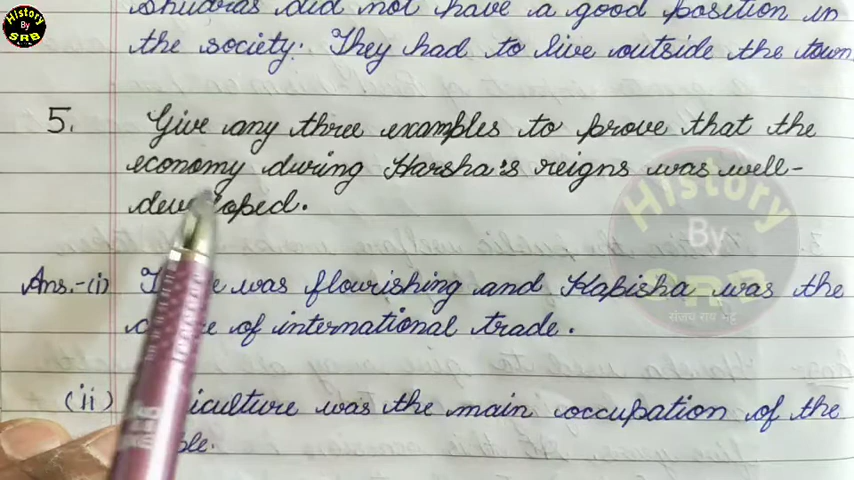 History
By
SRB
Shudras did not have a good position in
the society. They had to live outside the town
5. Give any three examples to prove that the
economy during Harsha's reigns was well-
developed.
Ans.-(i) was flourishing and Kapisha was the
of international trade.
(ii) was the main occupation of the
History
By
SRB
संजय राय भट्ट